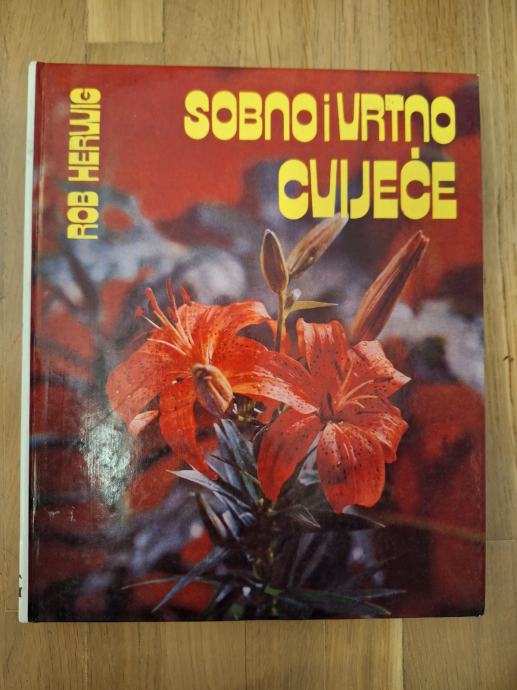 ROB HERWIG
SOBNO i VRTNO
CVIJEĆE